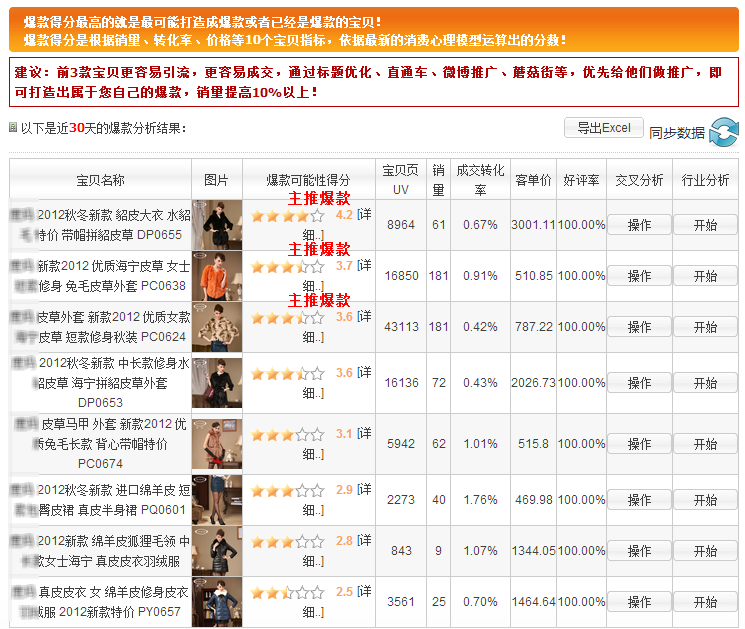 爆款得分最高的就是最可能打造成爆款或者已经是爆款的宝贝！
爆款得分是根据销量、转化率、价格等10个宝贝指标，依据最新的消费心理模型运算出的分数！
建议：前3款宝贝更容易引流，更容易成交，通过标题优化、直通车、微博推广、蘑菇街等，优先给他们做推广，即
可打造出属于您自己的爆款，销量提高10%以上！
以下是近30天的爆款分析结果：
导出Excel
同步数据
宝贝名称 图片 爆款可能性得分 宝贝页UV 销量 成交转化率 客单价 好评率 交叉分析 行业分析
主推爆款
2012秋冬新款 貂皮大衣 水貂
4.2 [详
特价 带帽拼貂皮草 DP0655
细..]
8964 61 0.67% 3001.11 100.00% 操作 开始
主推爆款
新款2012 优质海宁皮草 女士
3.7 [详
修身 兔毛皮草外套 PC0638
细..]
16850 181 0.91% 510.85 100.00% 操作 开始
主推爆款
皮草外套 新款2012 优质女款
3.6 [详
皮草 短款修身秋装 PC0624
细..]
43113 181 0.42% 787.22 100.00% 操作 开始
2012秋冬新款 中长款修身水
貂皮草 海宁拼貂皮草外套
DP0653
3.6 [详
细..]
16136 72 0.43% 2026.73 100.00% 操作 开始
皮草马甲 外套 新款2012 优
质兔毛长款 背心带帽特价
PC0674
3.1 [详
细..]
5942 62 1.01% 515.8 100.00% 操作 开始
2012秋冬新款 进口绵羊皮 短
臀皮裙 真皮半身裙 PQ0601
2.9 [详
细..]
2273 40 1.76% 469.98 100.00% 操作 开始
2012新款 绵羊皮狐狸毛领 中
款女士海宁 真皮皮衣羽绒服
2.8 [详
细..]
843 9 1.07% 1344.05 100.00% 操作 开始
真皮皮衣 女 绵羊皮修身皮衣
绒服 2012新款特价 PY0657
2.5 [详
细..]
3561 25 0.70% 1464.64 100.00% 操作 开始